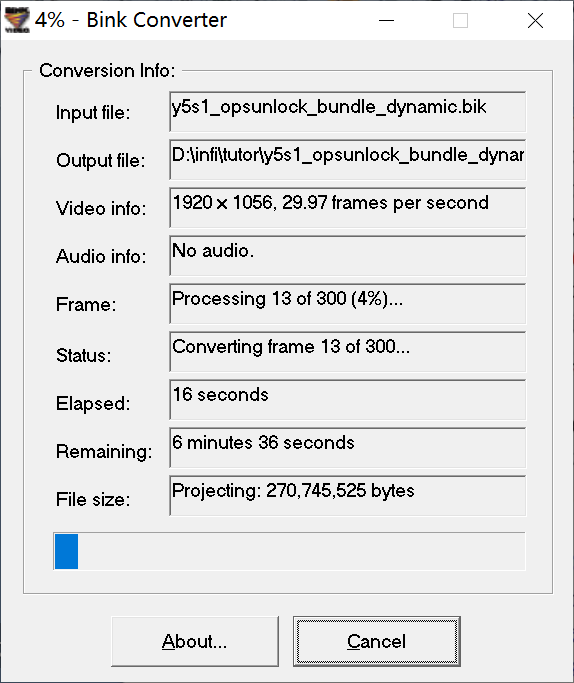 4% - Bink Converter
Conversion Info:
Input file: y5s1_opsunlock_bundle_dynamic.bik
Output file: D:\infi\tutor\y5s1_opsunlock_bundle_dynar
Video info: 1920 x 1056, 29.97 frames per second
Audio info: No audio.
Frame: Processing 13 of 300 (4%)...
Status: Converting frame 13 of 300...
Elapsed: 16 seconds
Remaining: 6 minutes 36 seconds
File size: Projecting: 270,745,525 bytes
About... Cancel